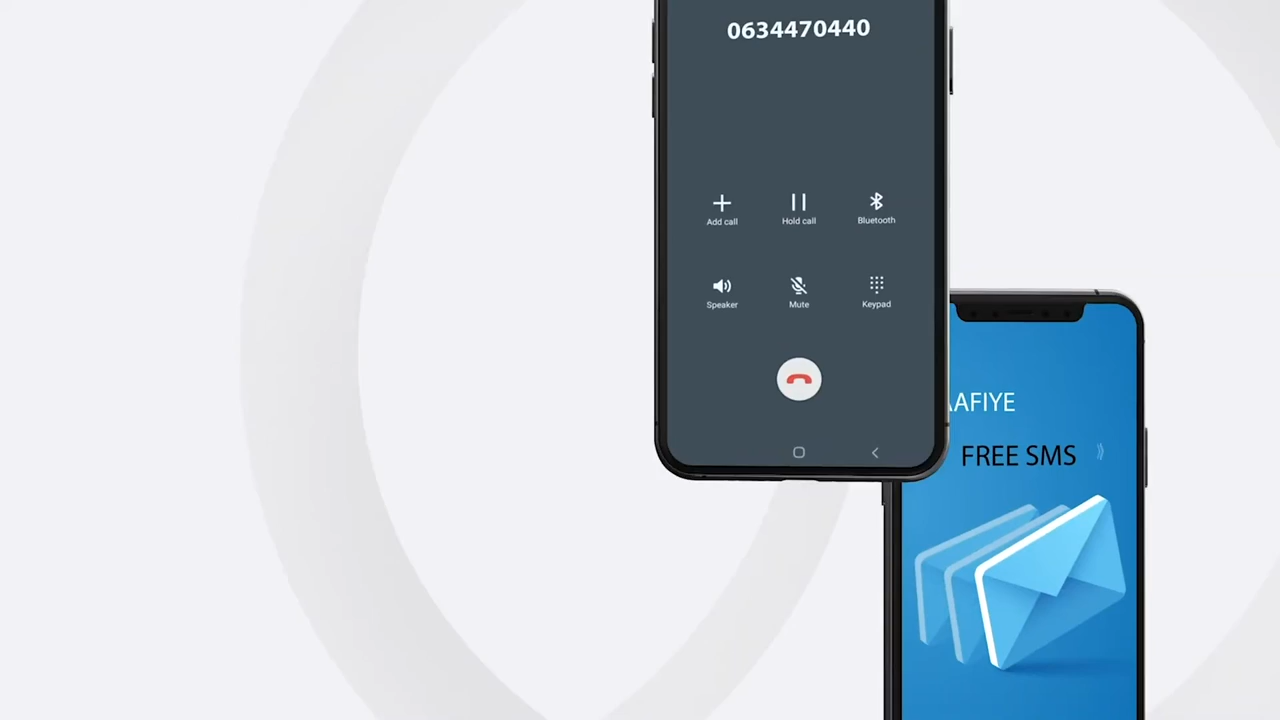 0634470440
Add call
Hold call
Bluetooth
Speaker
Mute
Keypad
AFIYE
FREE SMS